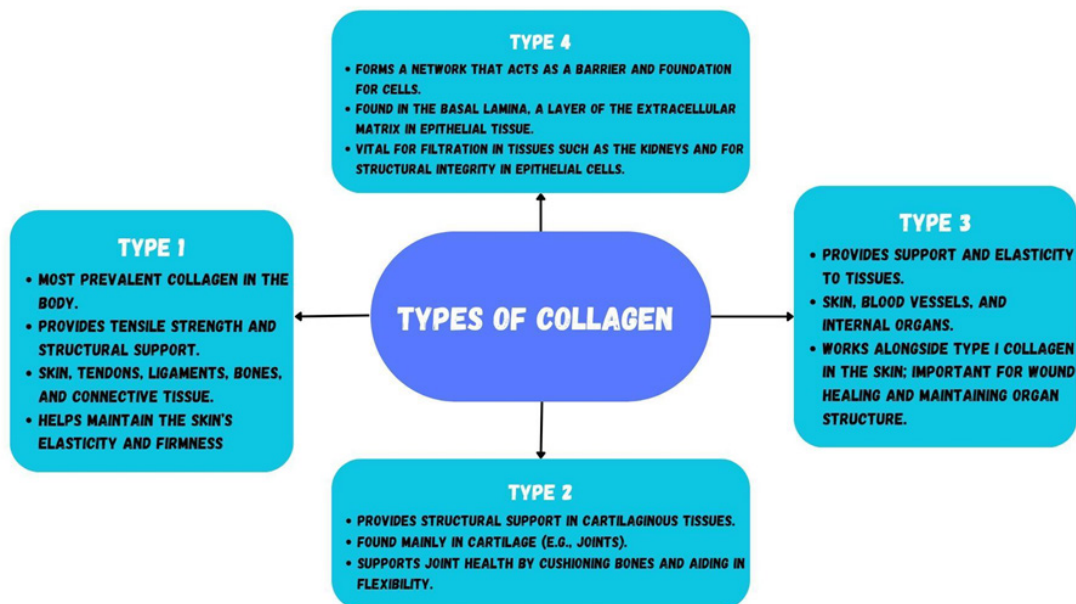 TYPE 4
• FORMS A NETWORK THAT ACTS AS A BARRIER AND FOUNDATION
FOR CELLS.
• FOUND IN THE BASAL LAMINA, A LAYER OF THE EXTRACELLULAR
MATRIX IN EPITHELIAL TISSUE.
• VITAL FOR FILTRATION IN TISSUES SUCH AS THE KIDNEYS AND FOR
STRUCTURAL INTEGRITY IN EPITHELIAL CELLS.
TYPE 1
• MOST PREVALENT COLLAGEN IN THE
BODY.
• PROVIDES TENSILE STRENGTH AND
STRUCTURAL SUPPORT.
• SKIN, TENDONS, LIGAMENTS, BONES,
AND CONNECTIVE TISSUE.
• HELPS MAINTAIN THE SKIN'S
ELASTICITY AND FIRMNESS
TYPES OF COLLAGEN
TYPE 3
• PROVIDES SUPPORT AND ELASTICITY
TO TISSUES.
• SKIN, BLOOD VESSELS, AND
INTERNAL ORGANS.
• WORKS ALONGSIDE TYPE I COLLAGEN
IN THE SKIN; IMPORTANT FOR WOUND
HEALING AND MAINTAINING ORGAN
STRUCTURE.
TYPE 2
• PROVIDES STRUCTURAL SUPPORT IN CARTILAGINOUS TISSUES.
• FOUND MAINLY IN CARTILAGE (E.G., JOINTS).
• SUPPORTS JOINT HEALTH BY CUSHIONING BONES AND AIDING IN
FLEXIBILITY.